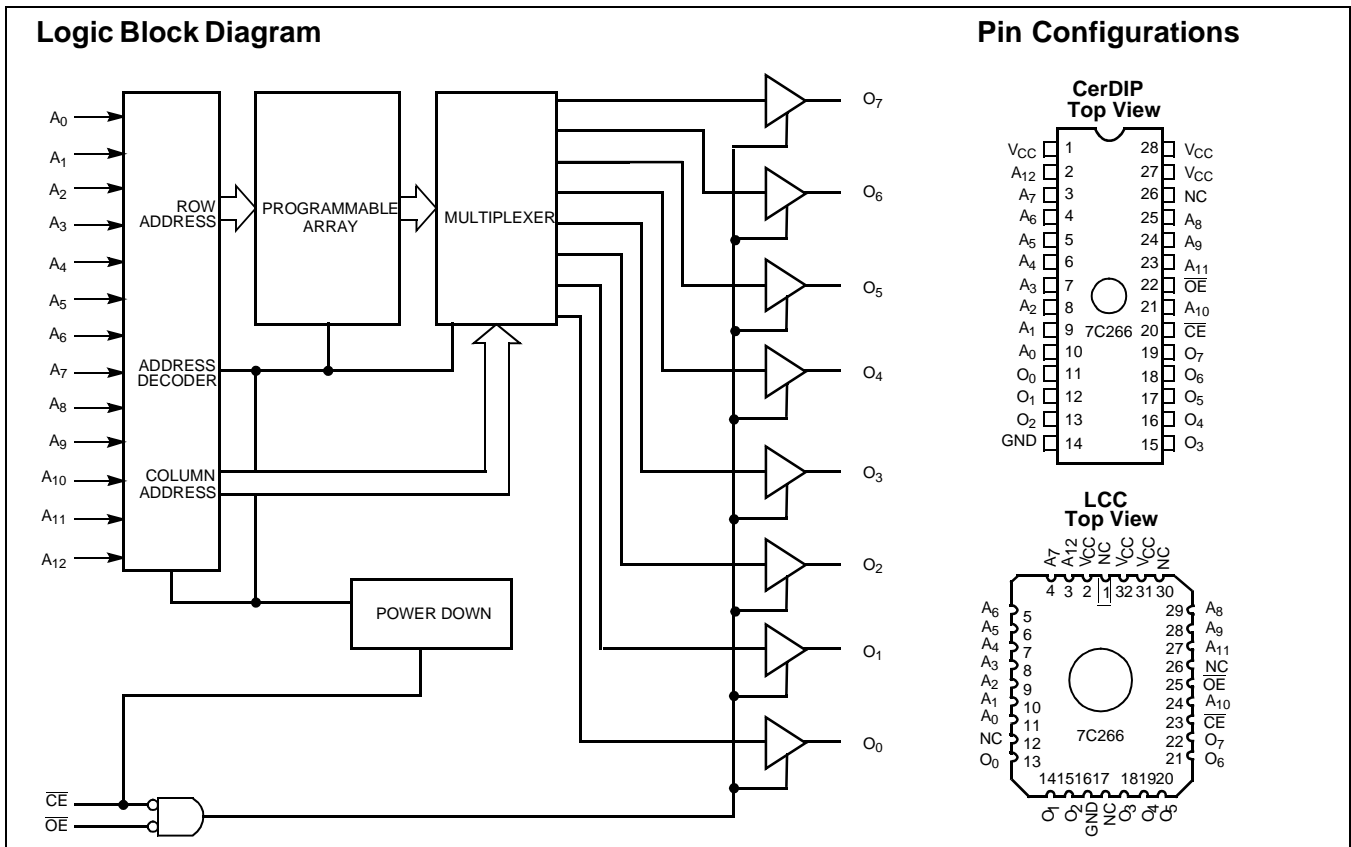 Logic Block Diagram
A0
A1
A2
A3
A4
A5
A6
A7
A8
A9
A10
A11
A12
ROW
ADDRESS
ADDRESS
DECODER
COLUMN
ADDRESS
PROGRAMMABLE
ARRAY
MULTIPLEXER
POWER DOWN
CE
OE
O7
O6
O5
O4
O3
O2
O1
O0
Pin Configurations
CerDIP
Top View
VCC 1 28 VCC
A12 2 27 VCC
A7 3 26 NC
A6 4 25 A8
A5 5 24 A9
A4 6 23 A11
A3 7 22 OE
A2 8 21 A10
A1 9 7C266 20 CE
A0 10 19 O7
O0 11 18 O6
O1 12 17 O5
O2 13 16 O4
GND 14 15 O3
LCC
Top View
A7 A12 VCC NC VCC VCC NC
4 3 2 1 32 31 30
A6 5 29 A8
A5 6 28 A9
A4 7 27 A11
A3 8 26 NC
A2 9 25 OE
A1 10 24 A10
A0 11 23 CE
NC 12 7C266 22 O7
O0 13 21 O6
14 15 16 17 18 19 20
O1 O2 GND NC O3 O4 O5